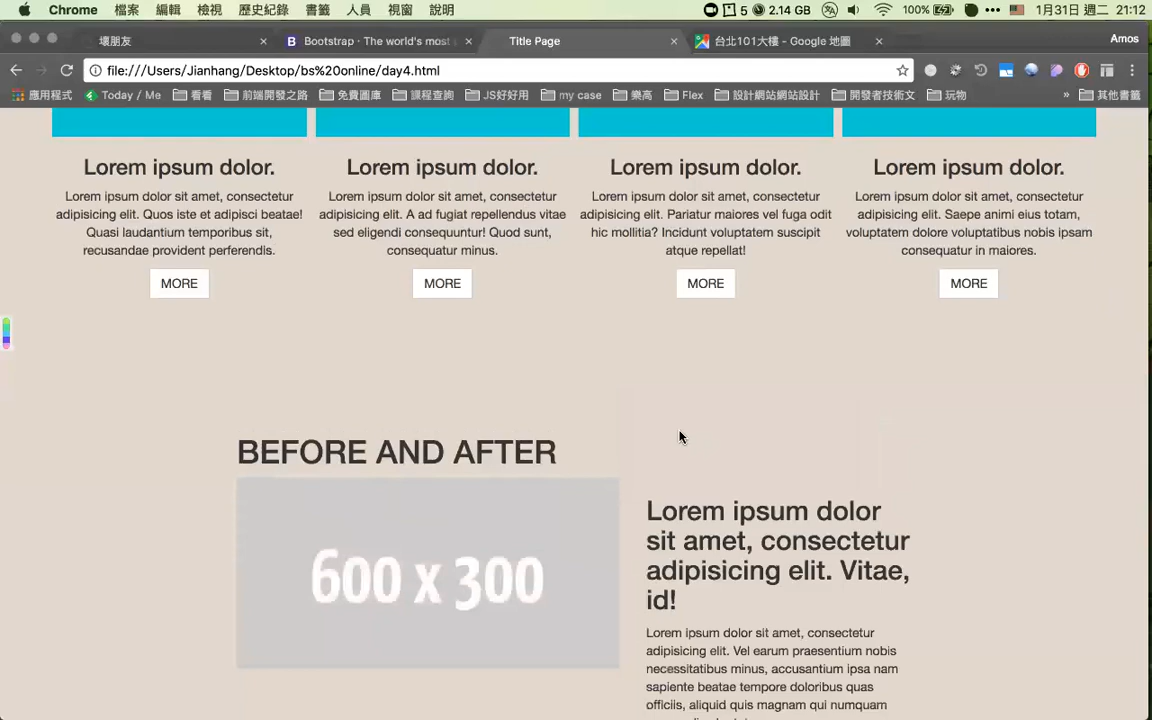 Chrome 檔案 編輯 檢視 歷史紀錄 書籤 人員 視窗 說明 5 2.14 GB 100% 1月31日 週二 21:12
壞朋友 Bootstrap · The world's most Title Page 台北101大樓 - Google 地圖 Amos
file:///Users/Jianhang/Desktop/bs%20online/day4.html
應用程式 Today / Me 看看 前端開發之路 免費圖庫 課程查詢 JS好好用 my case 樂高 Flex 設計網站網站設計 開發者技術文 玩物 » 其他書籤
Lorem ipsum dolor. Lorem ipsum dolor. Lorem ipsum dolor. Lorem ipsum dolor.
Lorem ipsum dolor sit amet, consectetur
adipisicing elit. Quos iste et adipisci beatae!
Quasi laudantium temporibus sit,
recusandae provident perferendis.
MORE
Lorem ipsum dolor sit amet, consectetur
adipisicing elit. A ad fugiat repellendus vitae
sed eligendi consequuntur! Quod sunt,
consequatur minus.
MORE
Lorem ipsum dolor sit amet, consectetur
adipisicing elit. Pariatur maiores vel fuga odit
hic mollitia? Incidunt voluptatem suscipit
atque repellat!
MORE
Lorem ipsum dolor sit amet, consectetur
adipisicing elit. Saepe animi eius totam,
voluptatem dolore voluptatibus nobis ipsam
consequatur in maiores.
MORE
BEFORE AND AFTER
600 x 300
Lorem ipsum dolor
sit amet, consectetur
adipisicing elit. Vitae,
id!
Lorem ipsum dolor sit amet, consectetur
adipisicing elit. Vel earum praesentium nobis
necessitatibus minus, accusantium ipsa nam
sapiente beatae tempore doloribus quas
officiis, aliquid quis magnam qui numquam